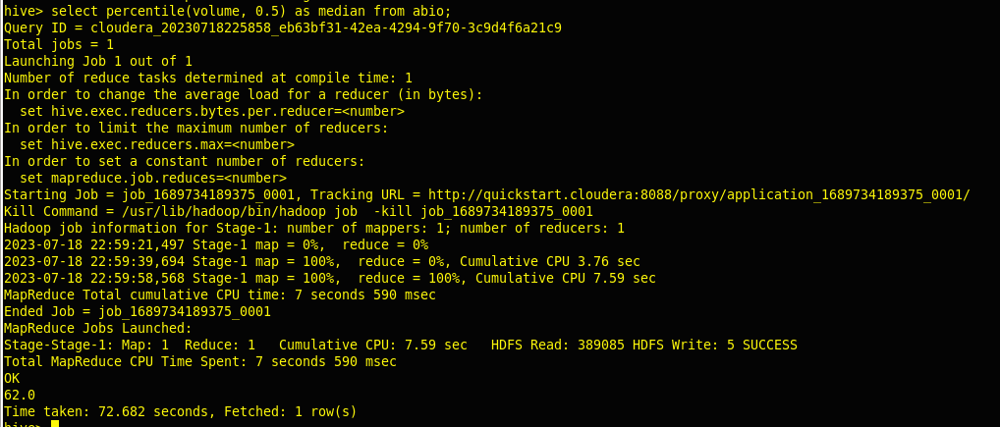 hive> select percentile(volume, 0.5) as median from abio;
Query ID = cloudera_20230718225858_eb63bf31-42ea-4294-9f70-3c9d4f6a21c9
Total jobs = 1
Launching Job 1 out of 1
Number of reduce tasks determined at compile time: 1
In order to change the average load for a reducer (in bytes):
  set hive.exec.reducers.bytes.per.reducer=<number>
In order to limit the maximum number of reducers:
  set hive.exec.reducers.max=<number>
In order to set a constant number of reducers:
  set mapreduce.job.reduces=<number>
Starting Job = job_1689734189375_0001, Tracking URL = http://quickstart.cloudera:8088/proxy/application_1689734189375_0001/
Kill Command = /usr/lib/hadoop/bin/hadoop job  -kill job_1689734189375_0001
Hadoop job information for Stage-1: number of mappers: 1; number of reducers: 1
2023-07-18 22:59:21,497 Stage-1 map = 0%,  reduce = 0%
2023-07-18 22:59:39,694 Stage-1 map = 100%,  reduce = 0%, Cumulative CPU 3.76 sec
2023-07-18 22:59:58,568 Stage-1 map = 100%,  reduce = 100%, Cumulative CPU 7.59 sec
MapReduce Total cumulative CPU time: 7 seconds 590 msec
Ended Job = job_1689734189375_0001
MapReduce Jobs Launched:
Stage-Stage-1: Map: 1  Reduce: 1   Cumulative CPU: 7.59 sec   HDFS Read: 389085 HDFS Write: 5 SUCCESS
Total MapReduce CPU Time Spent: 7 seconds 590 msec
OK
62.0
Time taken: 72.682 seconds, Fetched: 1 row(s)
hive>